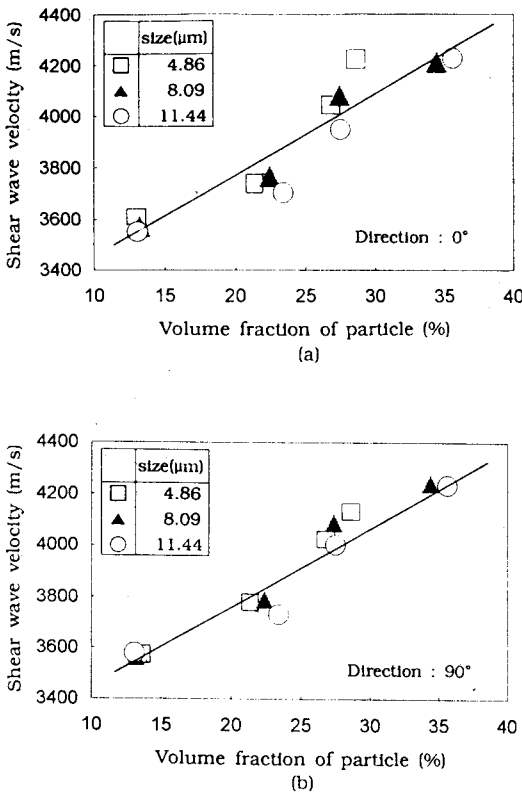 4400
4200
4000
3800
3600
3400
Shear wave velocity (m/s)
size(µm)
4.86
8.09
11.44
Direction : 0°
10 15 20 25 30 35 40
Volume fraction of particle (%)
(a)
4400
4200
4000
3800
3600
3400
Shear wave velocity (m/s)
size(µm)
4.86
8.09
11.44
Direction : 90°
10 15 20 25 30 35 40
Volume fraction of particle (%)
(b)